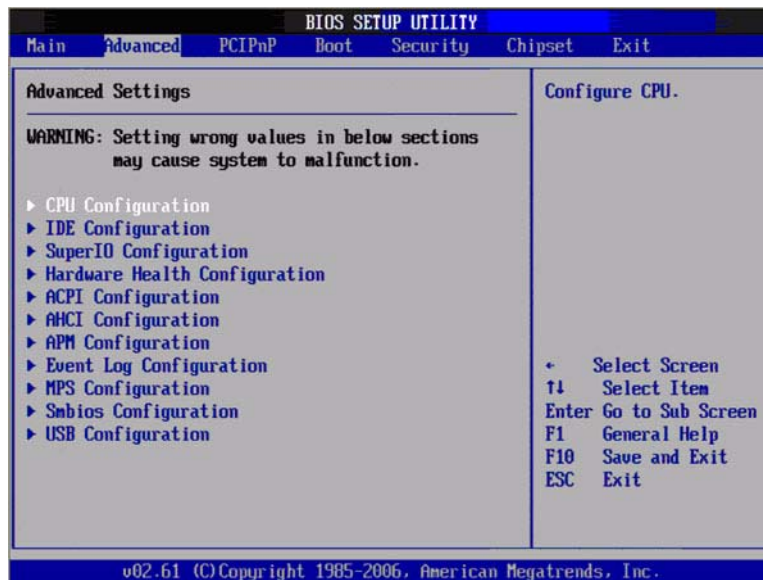 BIOS SETUP UTILITY
Main Advanced PCIPnP Boot Security Chipset Exit
Advanced Settings
WARNING: Setting wrong values in below sections
may cause system to malfunction.
▶ CPU Configuration
▶ IDE Configuration
▶ SuperIO Configuration
▶ Hardware Health Configuration
▶ ACPI Configuration
▶ AHCI Configuration
▶ APM Configuration
▶ Event Log Configuration
▶ MPS Configuration
▶ Smbios Configuration
▶ USB Configuration
Configure CPU.
← Select Screen
↑↓ Select Item
Enter Go to Sub Screen
F1 General Help
F10 Save and Exit
ESC Exit
v02.61 (C)Copyright 1985-2006, American Megatrends, Inc.